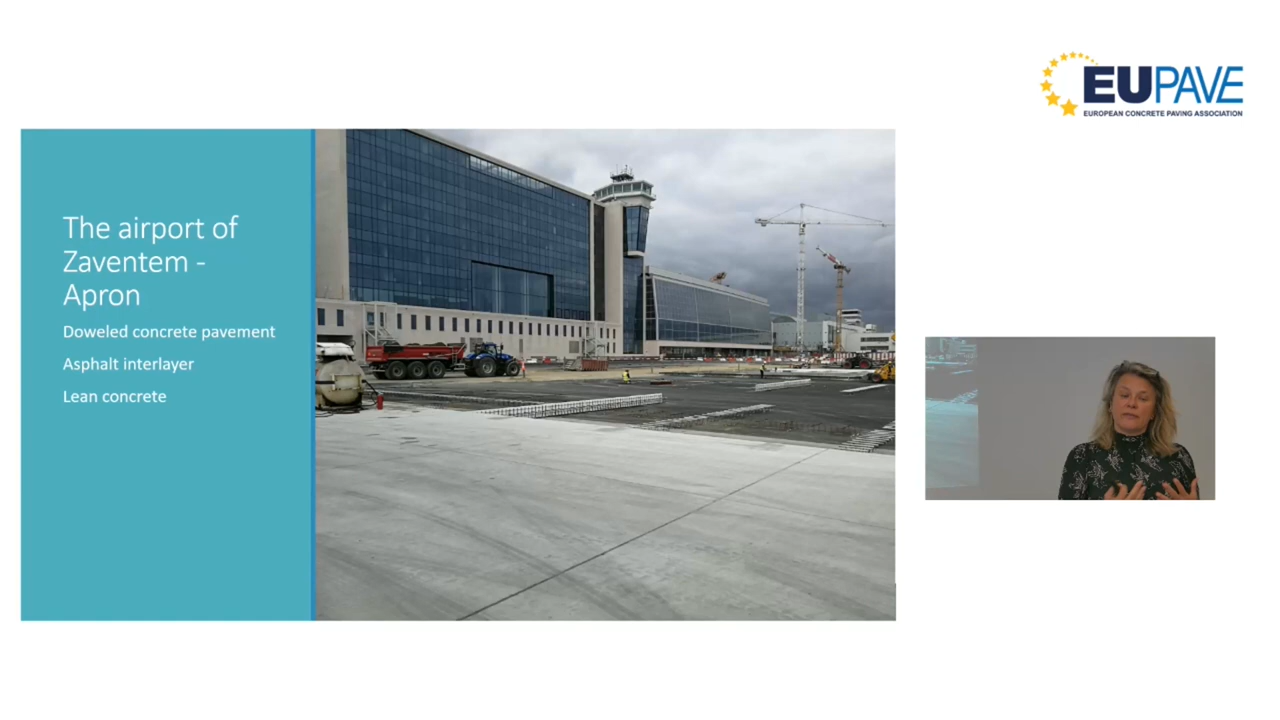 EUPAVE
EUROPEAN CONCRETE PAVING ASSOCIATION
The airport of
Zaventem -
Apron
Doweled concrete pavement
Asphalt interlayer
Lean concrete